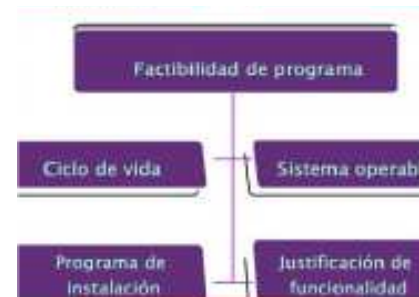 Factibilidad de programa
Ciclo de vida
Sistema operab
Programa de
instalación
Justificación de
funcionalidad